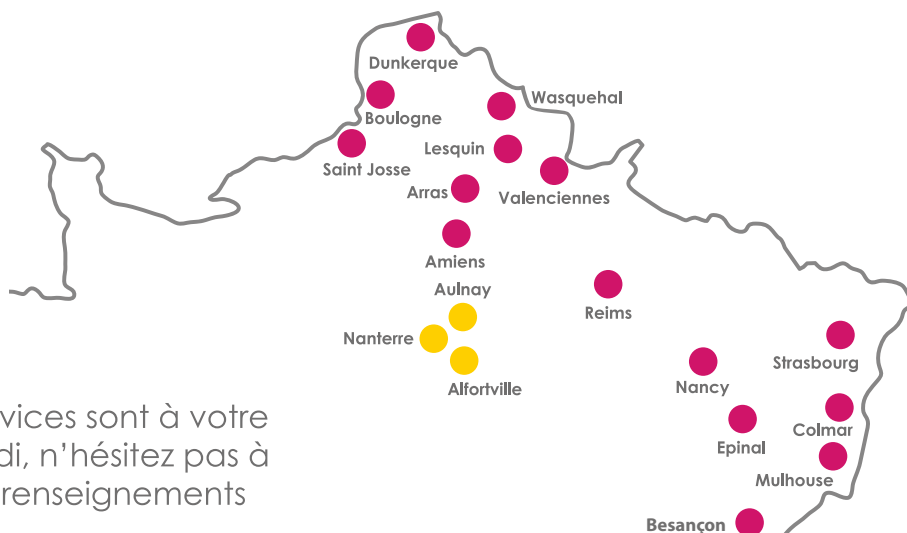 Dunkerque
Wasquehal
Boulogne
Lesquin
Saint Josse
Arras
Valenciennes
Amiens
Aulnay
Reims
Nanterre
Strasbourg
Alfortville
Nancy
Colmar
Epinal
Mulhouse
Besançon
vices sont à votre
di, n’hésitez pas à
renseignements